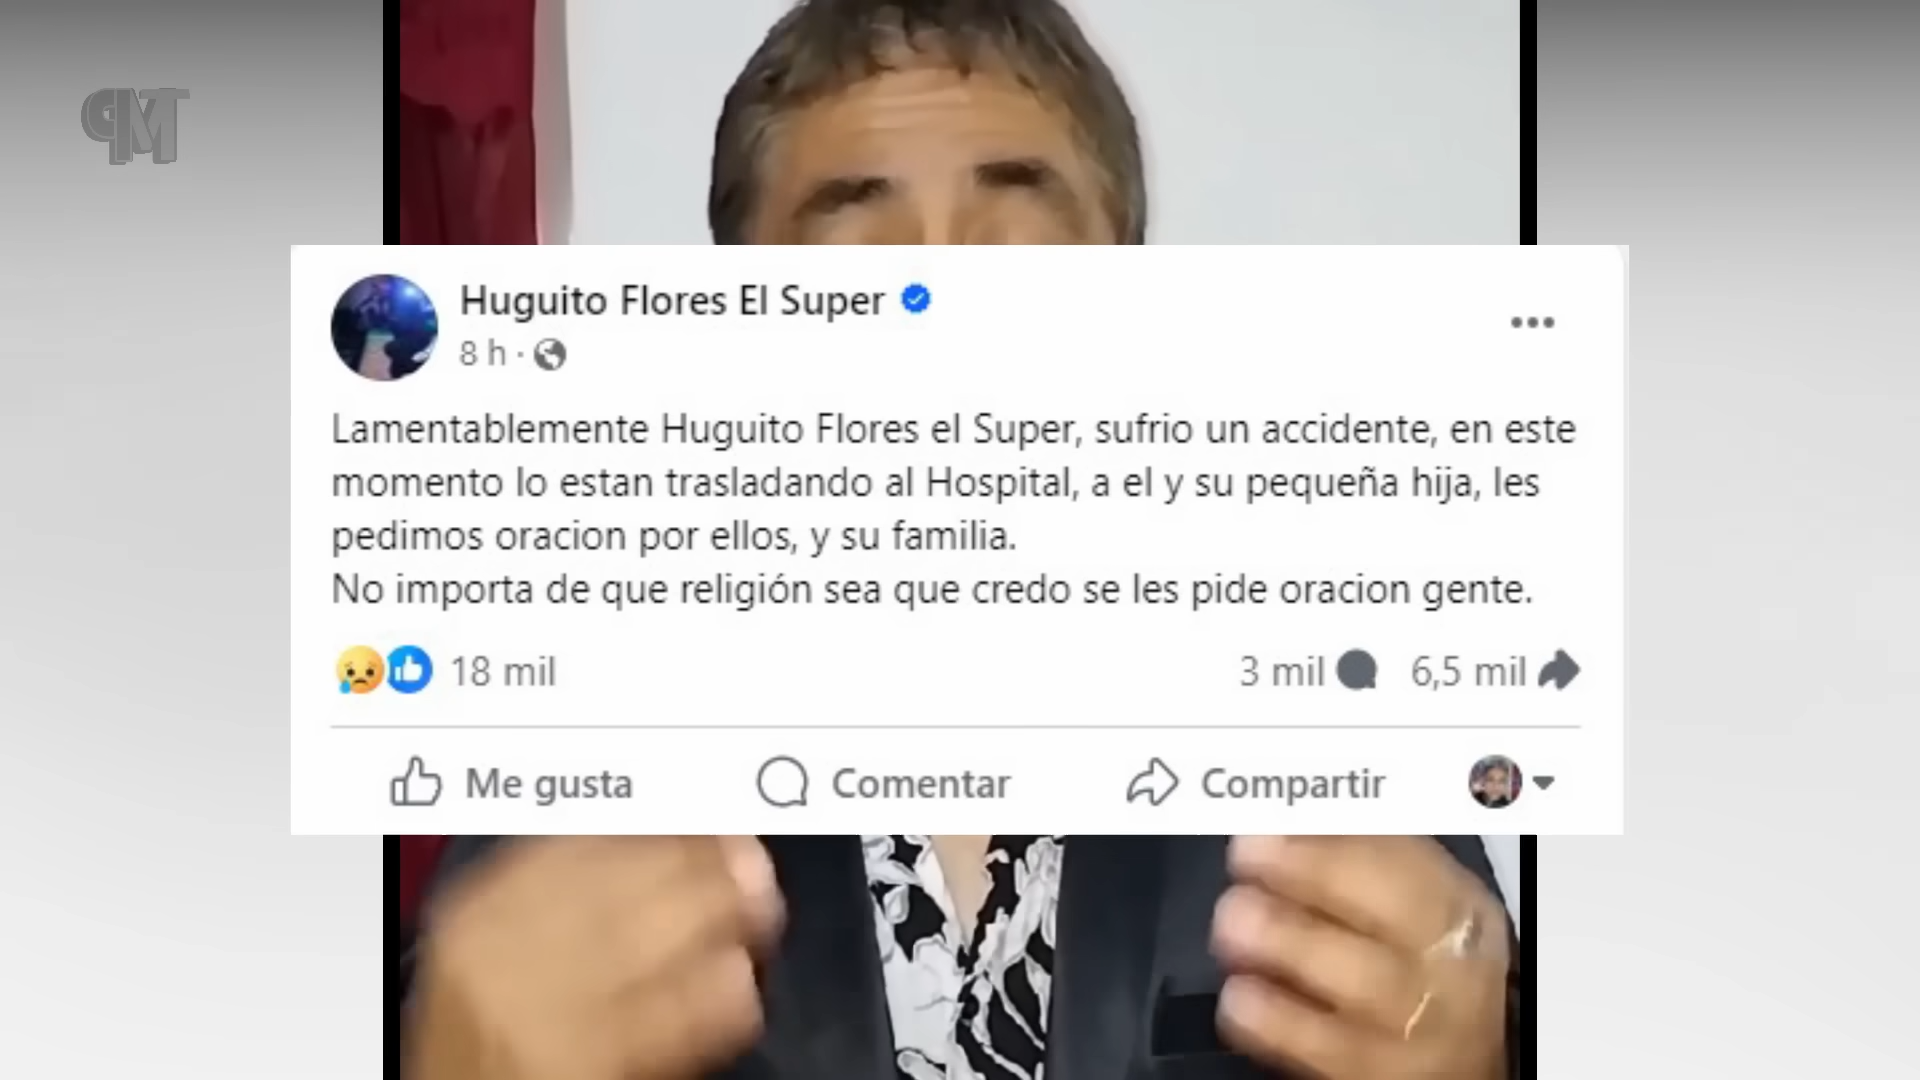 PMT
Huguito Flores El Super
8 h ·
Lamentablemente Huguito Flores el Super, sufrio un accidente, en este
momento lo estan trasladando al Hospital, a el y su pequeña hija, les
pedimos oracion por ellos, y su familia.
No importa de que religión sea que credo se les pide oracion gente.
18 mil
3 mil
6,5 mil
Me gusta
Comentar
Compartir